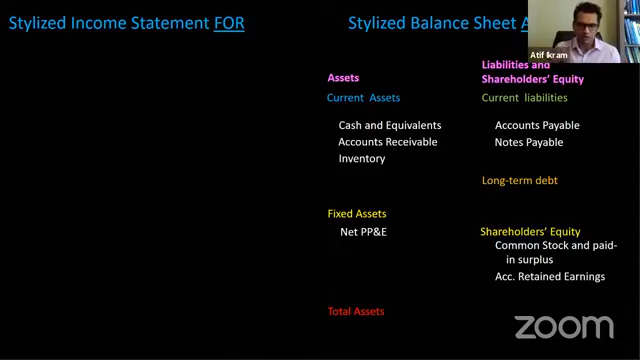 Stylized Income Statement FOR
Stylized Balance Sheet A
Atif Ikram
Assets
Current Assets
Cash and Equivalents
Accounts Receivable
Inventory
Fixed Assets
Net PP&E
Total Assets
Liabilities and
Shareholders' Equity
Current liabilities
Accounts Payable
Notes Payable
Long-term debt
Shareholders' Equity
Common Stock and paid-
in surplus
Acc. Retained Earnings
zoom